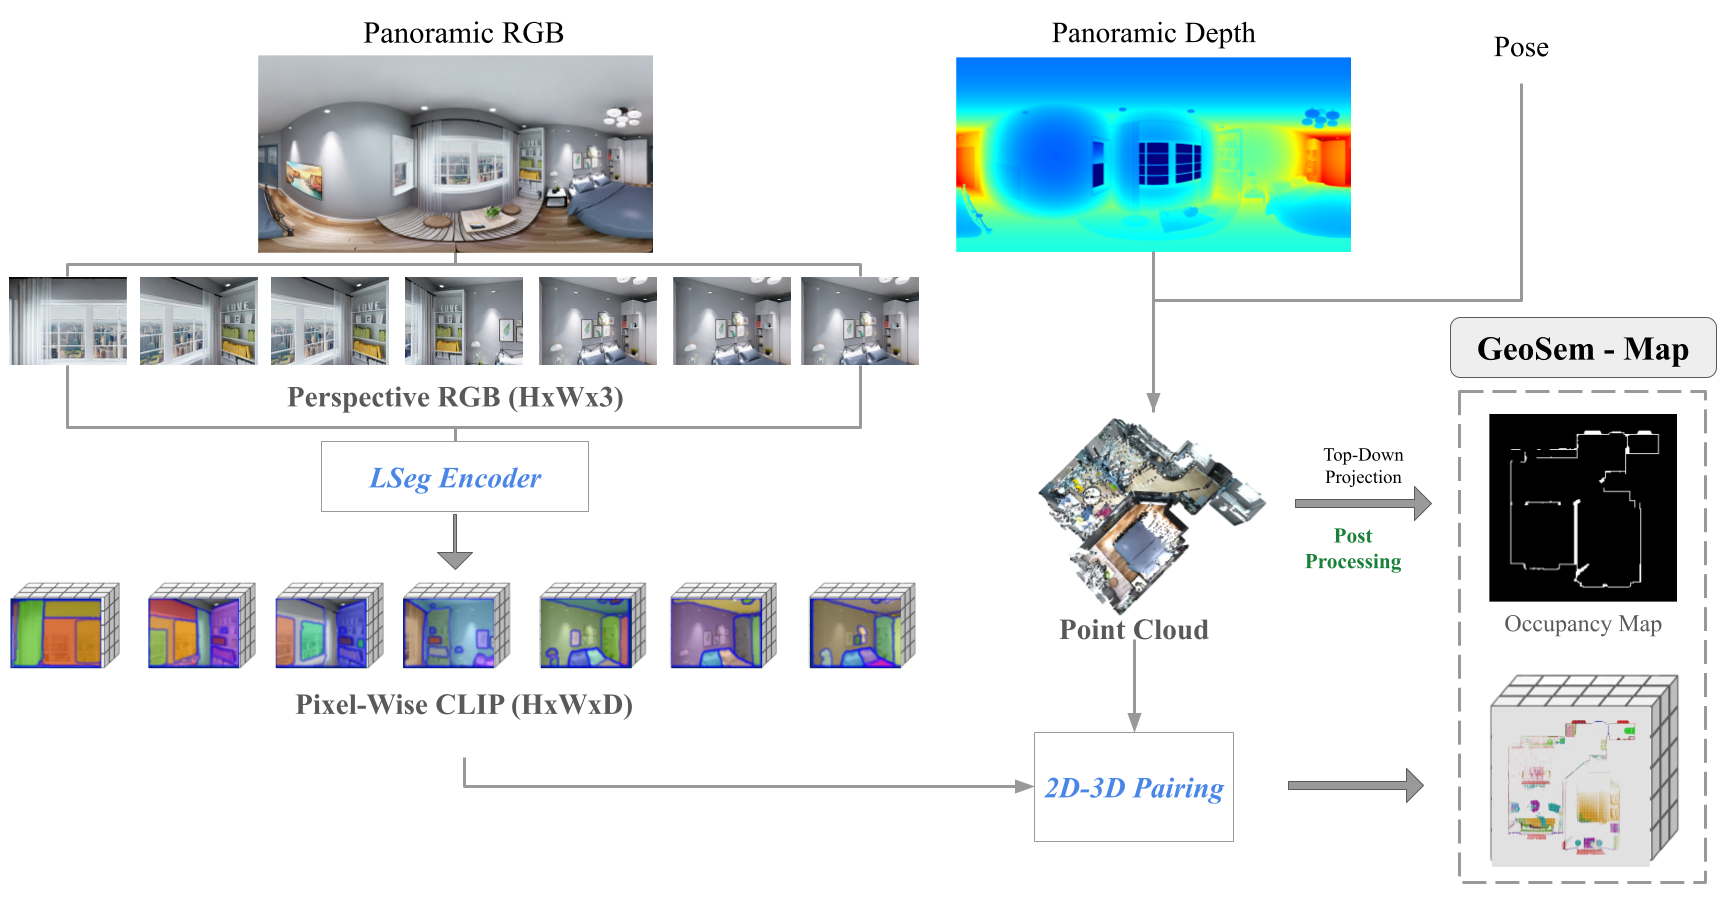 Panoramic RGB
Panoramic Depth
Pose
Perspective RGB (HxWx3)
LSeg Encoder
Pixel-Wise CLIP (HxWxD)
Point Cloud
2D-3D Pairing
Top-Down
Projection
Post
Processing
GeoSem - Map
Occupancy Map